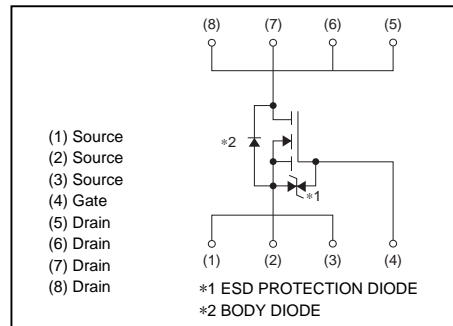 (8) (7) (6) (5)
(1) Source
(2) Source
(3) Source
(4) Gate
(5) Drain
(6) Drain
(7) Drain
(8) Drain
∗2
∗1
(1) (2) (3) (4)
∗1 ESD PROTECTION DIODE
∗2 BODY DIODE